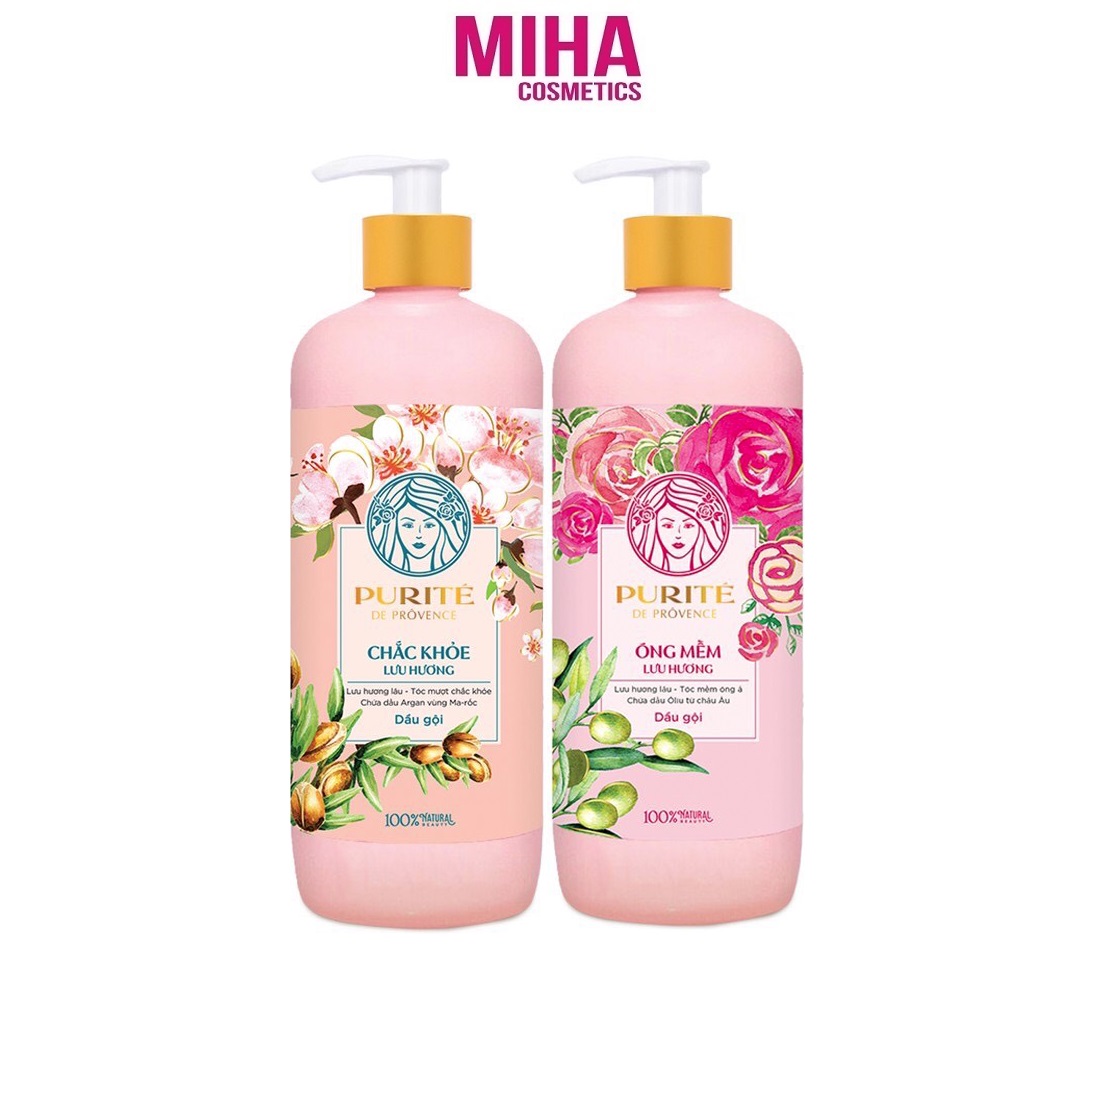 MIHA
COSMETICS
PURITÉ
DE PRÔVENCE
CHẮC KHỎE
LƯU HƯƠNG
Lưu hương lâu - Tóc mượt chắc khỏe
Chứa dầu Argan vùng Ma-rốc
Dầu gội
100% NATURAL
BEAUTY
PURITÉ
DE PRÔVENCE
ÓNG MỀM
LƯU HƯƠNG
Lưu hương lâu - Tóc mềm óng ả
Chứa dầu Ôliu từ châu Âu
Dầu gội
100% NATURAL
BEAUTY